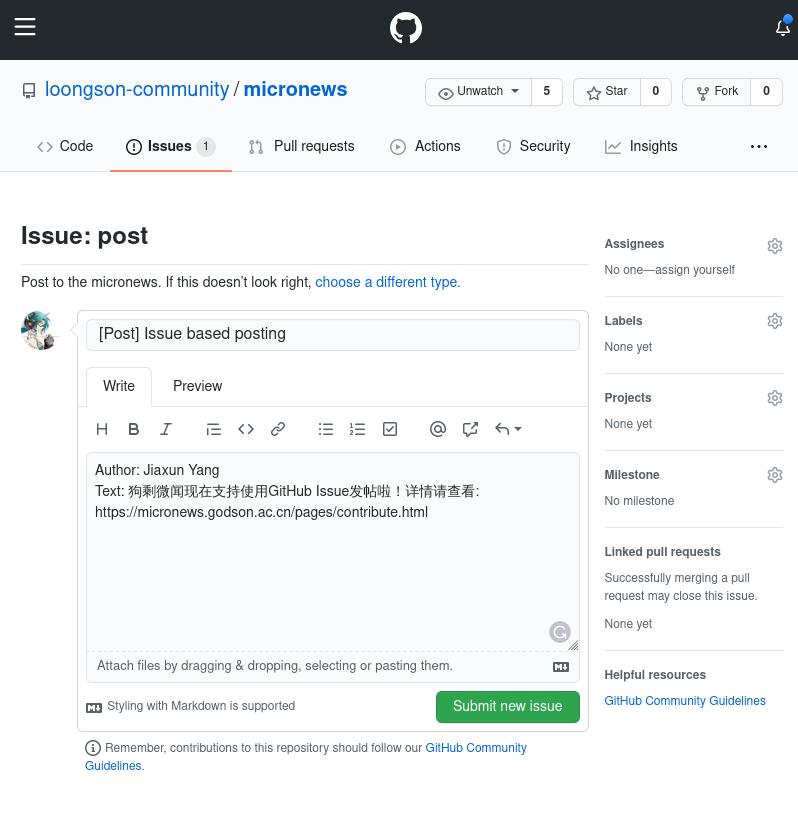 loongson-community / micronews
Unwatch 5 Star 0 Fork 0
Code Issues 1 Pull requests Actions Security Insights
Issue: post
Post to the micronews. If this doesn’t look right, choose a different type.
[Post] Issue based posting
Write Preview
Author: Jiaxun Yang
Text: 狗剩微闻现在支持使用GitHub Issue发帖啦！详情请查看:
https://micronews.godson.ac.cn/pages/contribute.html
Attach files by dragging & dropping, selecting or pasting them.
Styling with Markdown is supported
Submit new issue
Remember, contributions to this repository should follow our GitHub Community
Guidelines.
Assignees
No one—assign yourself
Labels
None yet
Projects
None yet
Milestone
No milestone
Linked pull requests
Successfully merging a pull
request may close this issue.
None yet
Helpful resources
GitHub Community Guidelines